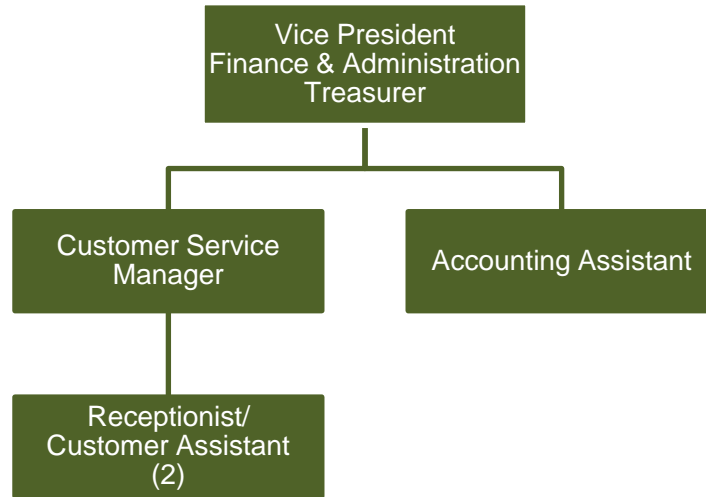 Vice President
Finance & Administration
Treasurer
Customer Service
Manager
Accounting Assistant
Receptionist/
Customer Assistant
(2)